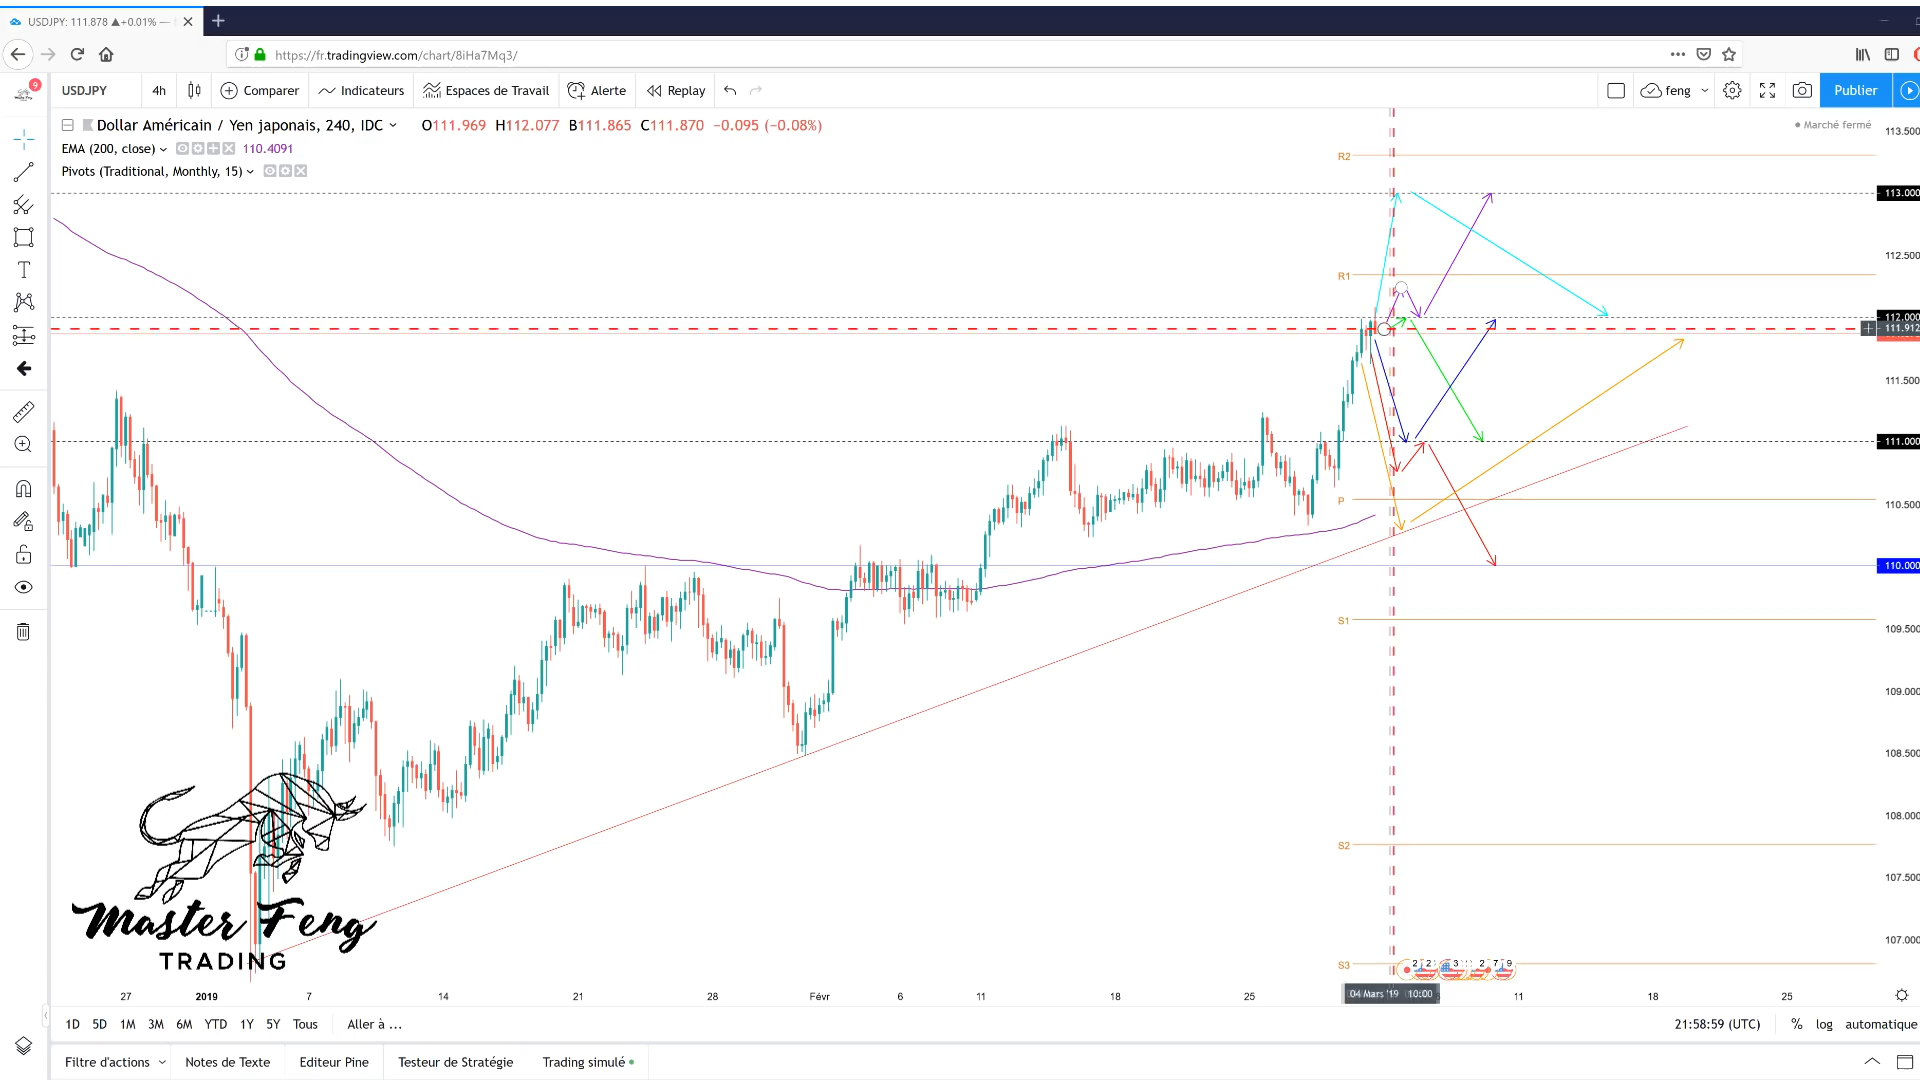 USDJPY: 111.878 ▲+0.01% —
https://fr.tradingview.com/chart/8iHa7Mq3/
9
USDJPY 4h Comparer Indicateurs Espaces de Travail Alerte Replay feng Publier
Dollar Américain / Yen japonais, 240, IDC O111.969 H112.077 B111.865 C111.870 −0.095 (−0.08%)
Marché fermé
EMA (200, close) 110.4091
Pivots (Traditional, Monthly, 15)
113.500
R2
113.000
112.500
R1
112.000
111.912
111.500
111.000
P
110.500
110.000
S1
109.500
109.000
108.500
S2
108.000
107.500
107.000
S3
Master Feng
TRADING
27 2019 7 14 21 28 Févr 6 11 18 25 04 Mars '19 10:00 11 18 25
1D 5D 1M 3M 6M YTD 1Y 5Y Tous Aller à ...
21:58:59 (UTC) % log automatique
Filtre d'actions Notes de Texte Editeur Pine Testeur de Stratégie Trading simulé